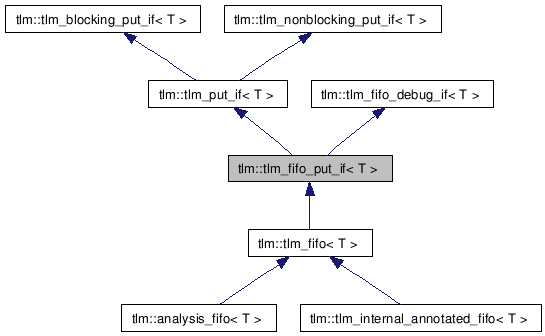 tlm::tlm_blocking_put_if< T >
tlm::tlm_nonblocking_put_if< T >
tlm::tlm_put_if< T >
tlm::tlm_fifo_debug_if< T >
tlm::tlm_fifo_put_if< T >
tlm::tlm_fifo< T >
tlm::analysis_fifo< T >
tlm::tlm_internal_annotated_fifo< T >